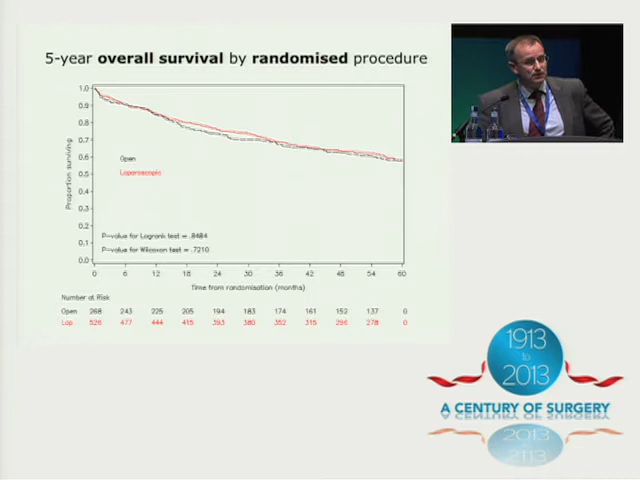 5-year overall survival by randomised procedure
1.0
0.9
0.8
0.7
0.6
0.5
0.4
0.3
0.2
0.1
0.0
Proportion surviving
Open
Laparoscopic
P-value for Logrank test = .8484
P-value for Wilcoxon test = .7210
0 6 12 18 24 30 36 42 48 54 60
Time from randomisation (months)
Number at Risk
Open 268 243 225 205 194 183 174 161 152 137 0
Lap. 526 477 444 415 393 380 352 315 296 278 0
1913
to
2013
A CENTURY OF SURGERY